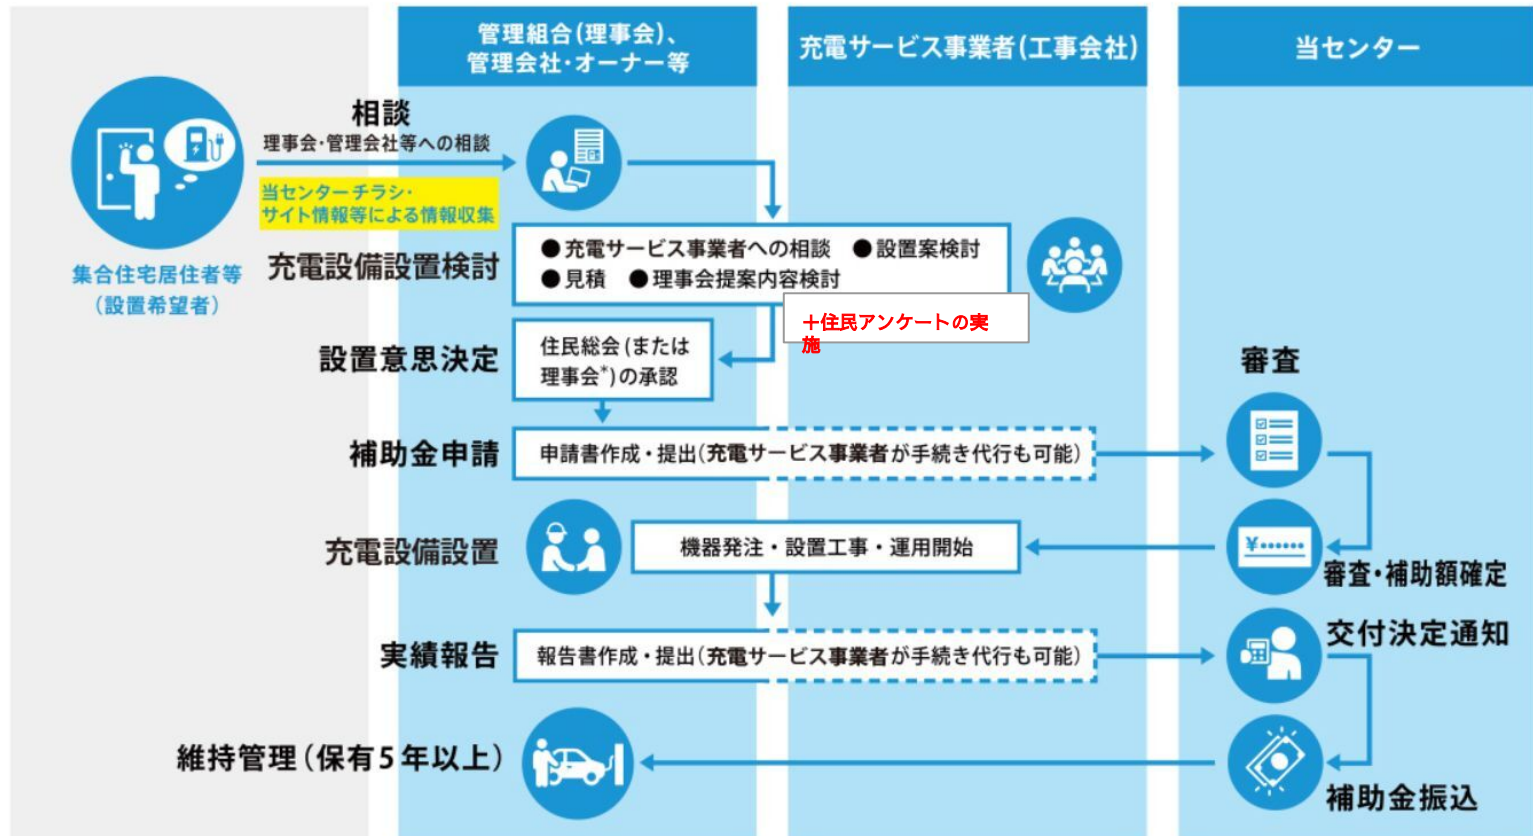 管理組合(理事会)、
管理会社・オーナー等
充電サービス事業者(工事会社)
当センター
相談
理事会・管理会社等への相談
当センターチラシ・
サイト情報等による情報収集
集合住宅居住者等
(設置希望者)
充電設備設置検討
●充電サービス事業者への相談 ●設置案検討
●見積 ●理事会提案内容検討
＋住民アンケートの実
施
設置意思決定
住民総会(または
理事会*)の承認
審査
補助金申請
申請書作成・提出(充電サービス事業者が手続き代行も可能)
充電設備設置
機器発注・設置工事・運用開始
¥
審査・補助額確定
実績報告
報告書作成・提出(充電サービス事業者が手続き代行も可能)
交付決定通知
維持管理(保有5年以上)
補助金振込